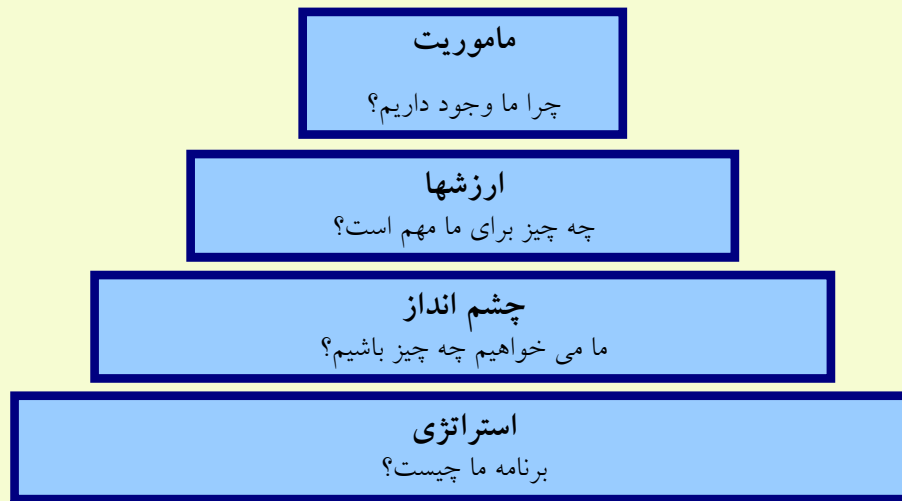 ماموریت
چرا ما وجود داریم؟
ارزشها
چه چیز برای ما مهم است؟
چشم انداز
ما می خواهیم چه چیز باشیم؟
استراتژی
برنامه ما چیست؟